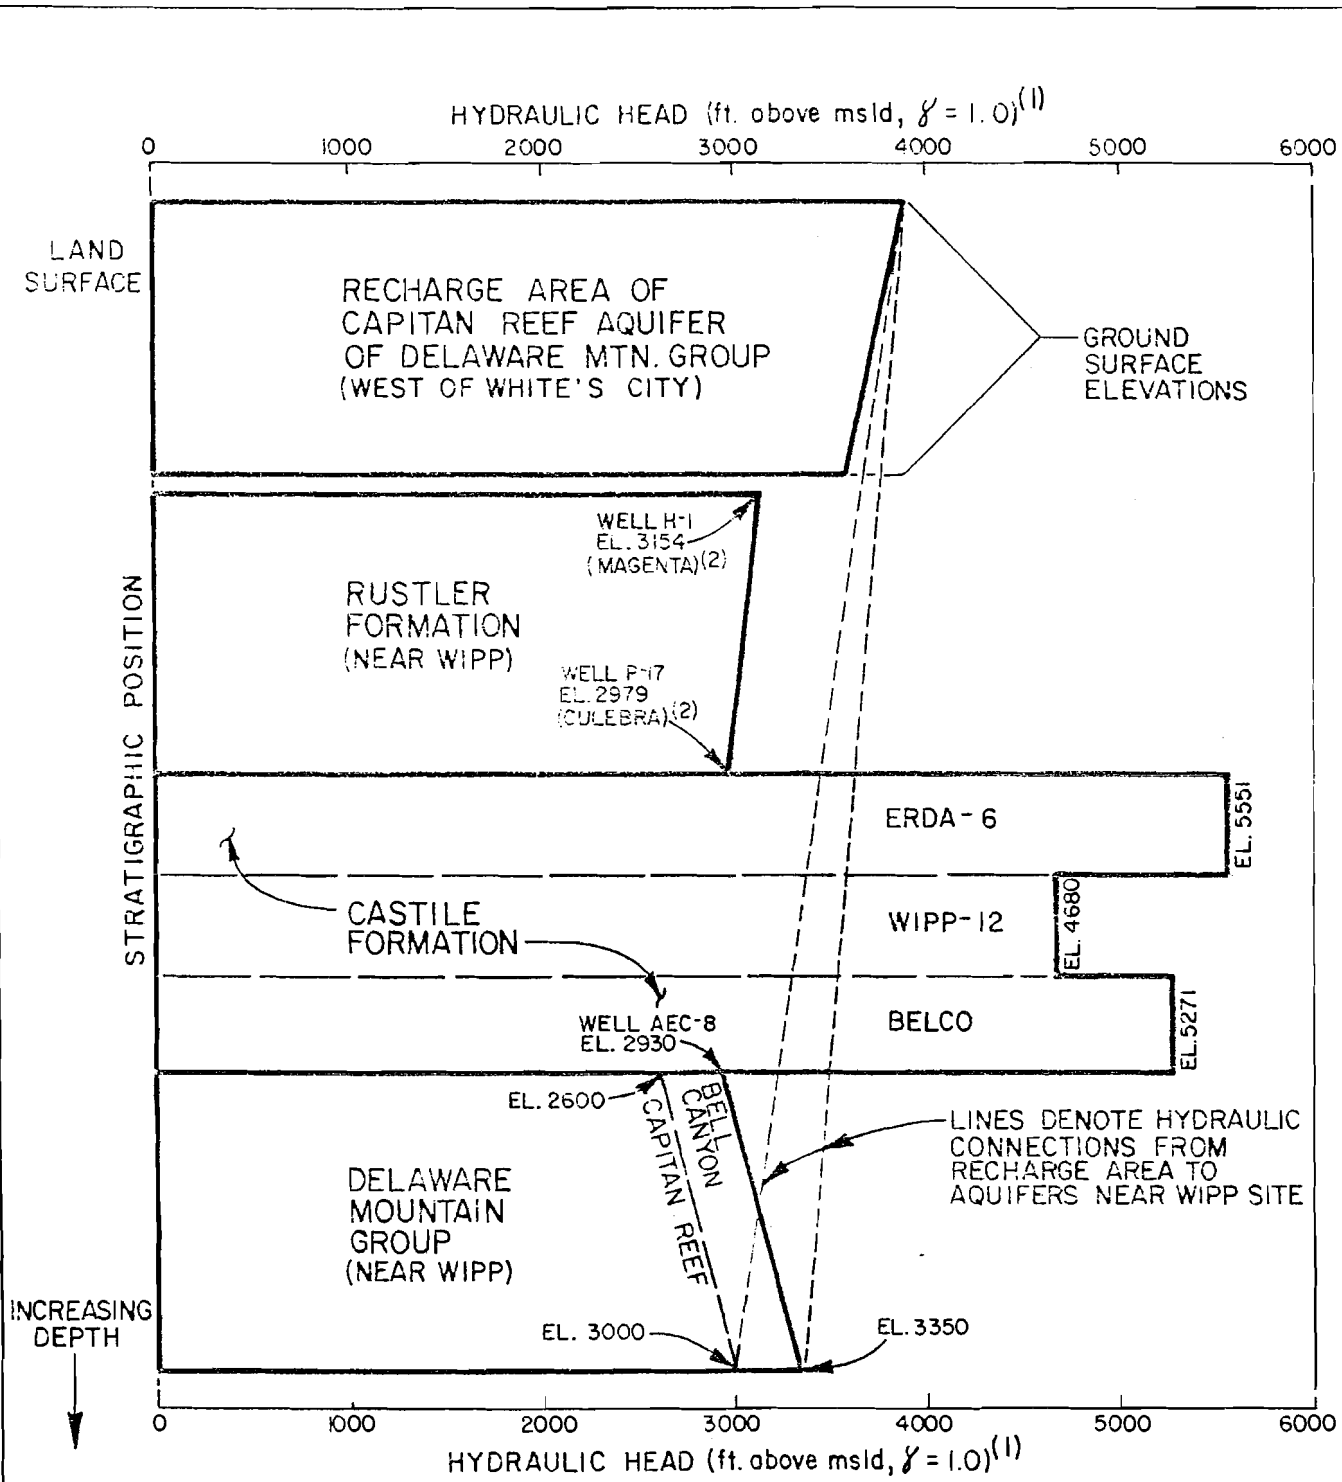 HYDRAULIC HEAD (ft. above msld, γ = 1.0)(1)
0 1000 2000 3000 4000 5000 6000
LAND
SURFACE
RECHARGE AREA OF
CAPITAN REEF AQUIFER
OF DELAWARE MTN. GROUP
(WEST OF WHITE'S CITY)
GROUND
SURFACE
ELEVATIONS
WELL H-1
EL. 3154
(MAGENTA)(2)
RUSTLER
FORMATION
(NEAR WIPP)
WELL P-17
EL. 2979
(CULEBRA)(2)
STRATIGRAPHIC POSITION
ERDA-6
EL. 5551
CASTILE
FORMATION
WIPP-12
EL. 4680
BELCO
EL. 5271
WELL AEC-8
EL. 2930
EL. 2600
BELL
CANYON
CAPITAN REEF
LINES DENOTE HYDRAULIC
CONNECTIONS FROM
RECHARGE AREA TO
AQUIFERS NEAR WIPP SITE
DELAWARE
MOUNTAIN
GROUP
(NEAR WIPP)
INCREASING
DEPTH
EL. 3000
EL. 3350
0 1000 2000 3000 4000 5000 6000
HYDRAULIC HEAD (ft. above msld, γ = 1.0)(1)